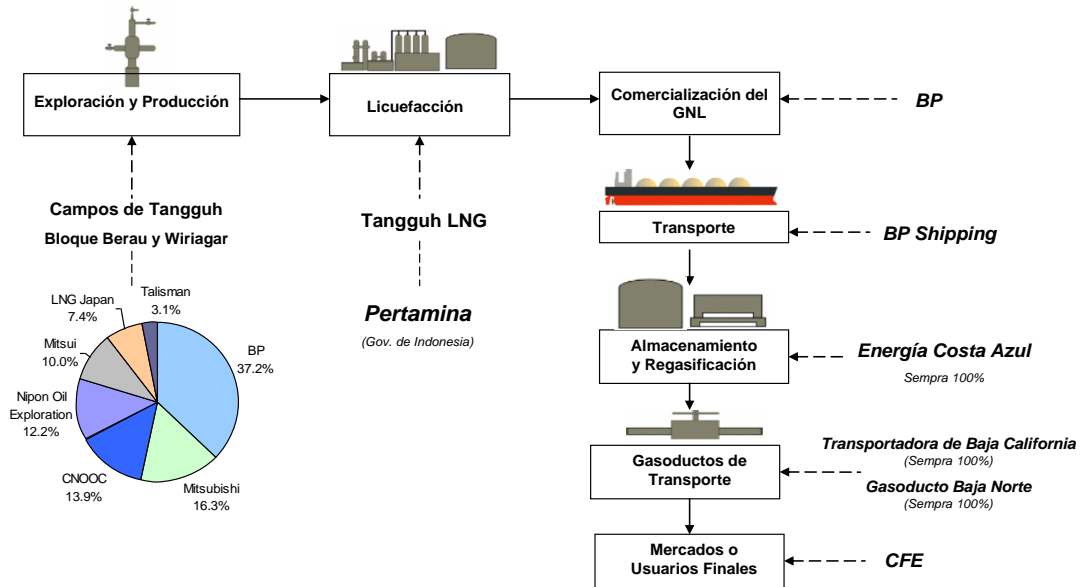 Exploración y Producción
Licuefacción
Comercialización del
GNL
BP
Campos de Tangguh
Bloque Berau y Wiriagar
Tangguh LNG
Transporte
BP Shipping
Pertamina
(Gov. de Indonesia)
Almacenamiento
y Regasificación
Energía Costa Azul
Sempra 100%
Talisman
3.1%
LNG Japan
7.4%
Mitsui
10.0%
Nipon Oil
Exploration
12.2%
CNOOC
13.9%
Mitsubishi
16.3%
BP
37.2%
Gasoductos de
Transporte
Transportadora de Baja California
(Sempra 100%)
Gasoducto Baja Norte
(Sempra 100%)
Mercados o
Usuarios Finales
CFE